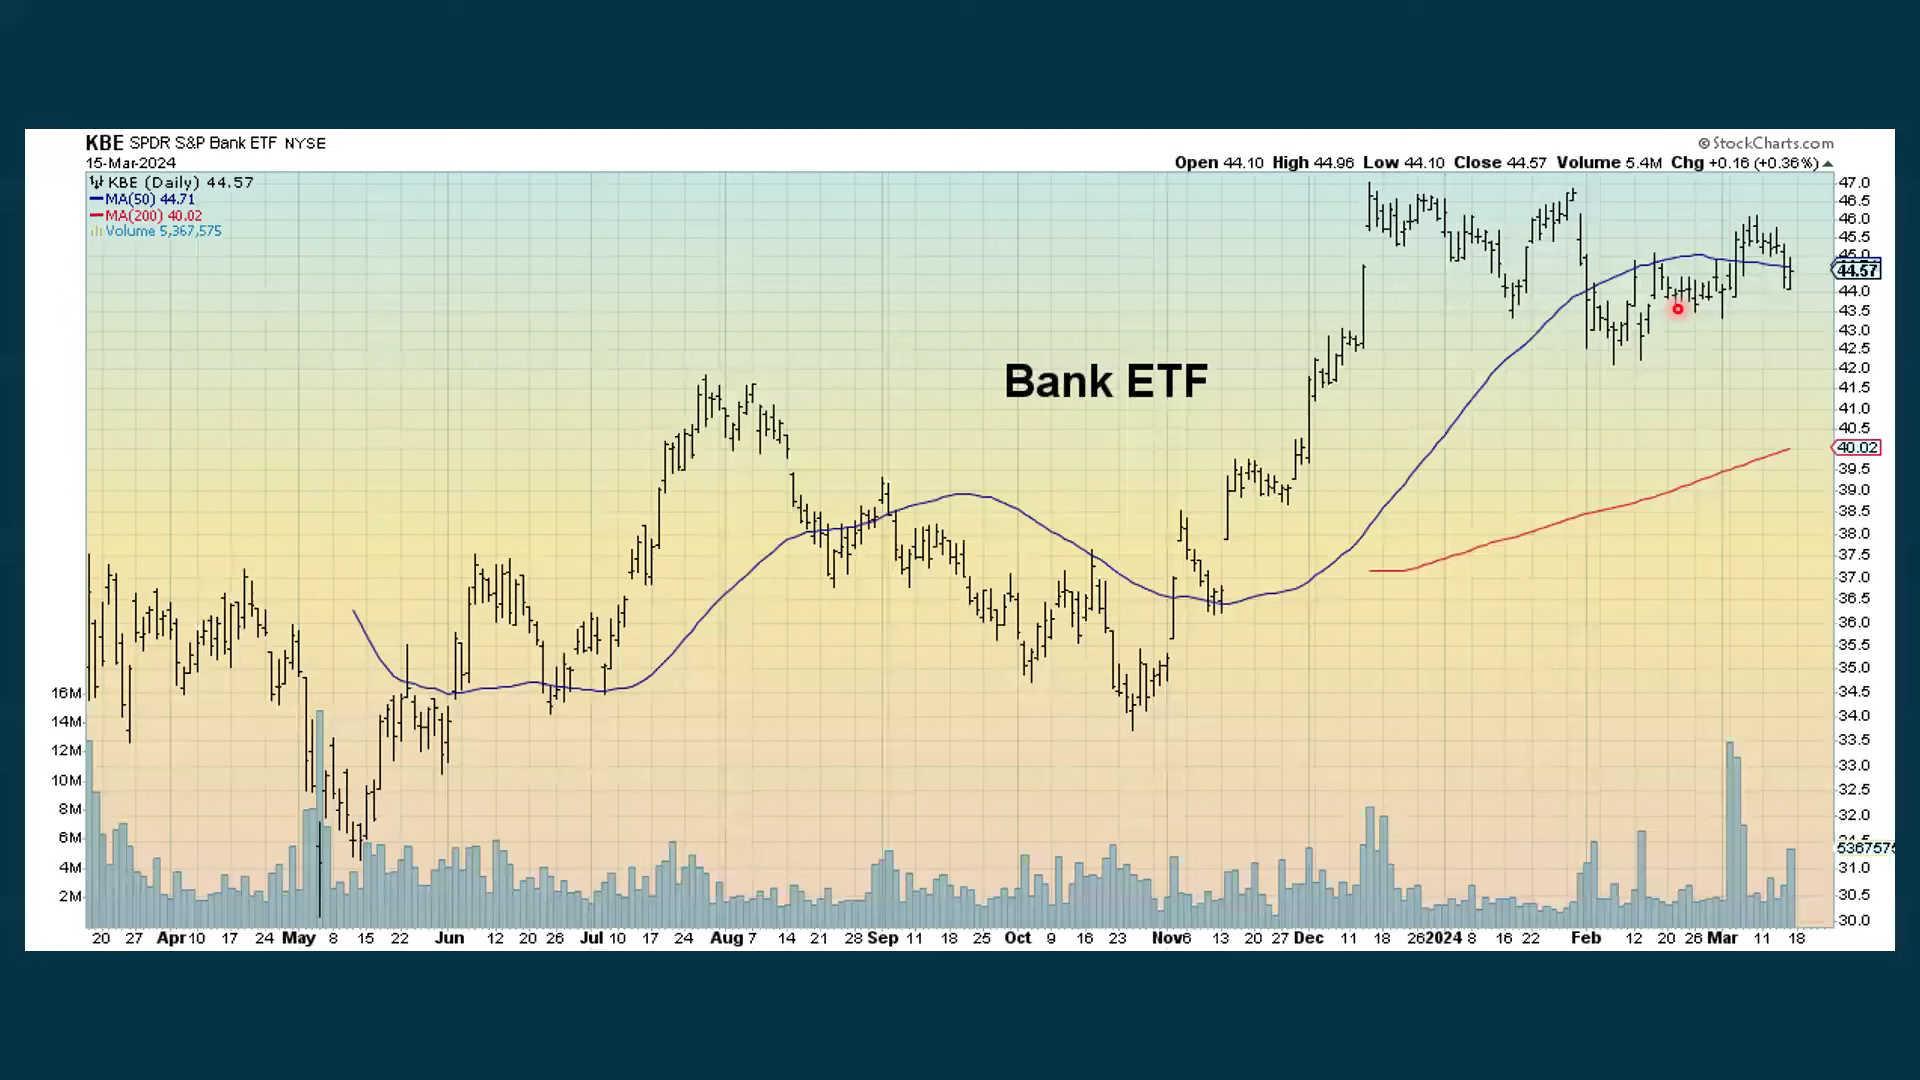 KBE SPDR S&P Bank ETF NYSE
© StockCharts.com
15-Mar-2024
Open 44.10 High 44.96 Low 44.10 Close 44.57 Volume 5.4M Chg +0.16 (+0.36%)
KBE (Daily) 44.57
MA(50) 44.71
MA(200) 40.02
Volume 5,367,575
Bank ETF
47.0
46.5
46.0
45.5
45.0
44.57
44.0
43.5
43.0
42.5
42.0
41.5
41.0
40.5
40.02
39.5
39.0
38.5
38.0
37.5
37.0
36.5
36.0
35.5
35.0
34.5
34.0
33.5
33.0
32.5
32.0
31.5
5367575
31.0
30.5
30.0
16M
14M
12M
10M
8M
6M
4M
2M
20 27 Apr 10 17 24 May 8 15 22 Jun 12 20 26 Jul 10 17 24 Aug 7 14 21 28 Sep 11 18 25 Oct 9 16 23 Nov 6 13 20 27 Dec 11 18 26 2024 8 16 22 Feb 12 20 26 Mar 11 18